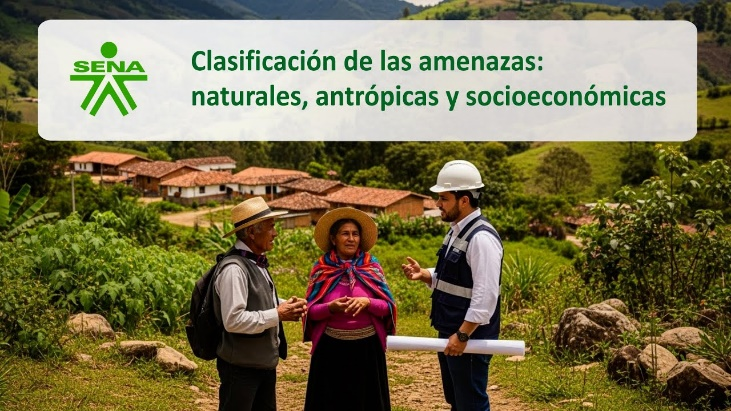 SENA
Clasificación de las amenazas:
naturales, antrópicas y socioeconómicas